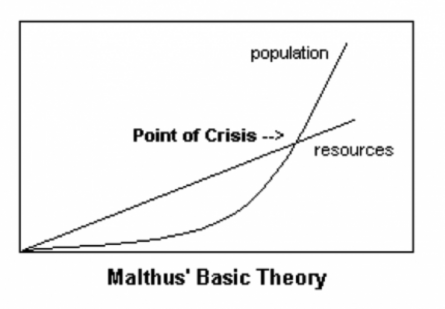 population
Point of Crisis -->
resources
Malthus' Basic Theory